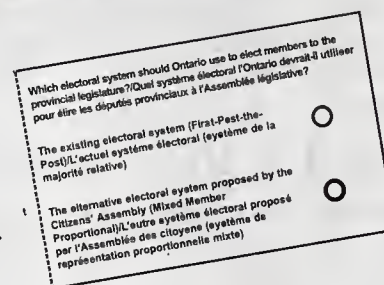 Which electoral system should Ontario use to elect members to the
provincial legislature?/Quel système électoral l'Ontario devrait-il utiliser
pour élire les députés provinciaux à l'Assemblée législative?
The existing electoral system (First-Past-the-
Post)/L'actuel système électoral (système de la
majorité relative)
The alternative electoral system proposed by the
Citizens' Assembly (Mixed Member
Proportional)/L'autre système électoral proposé
par l'Assemblée des citoyens (système de
représentation proportionnelle mixte)